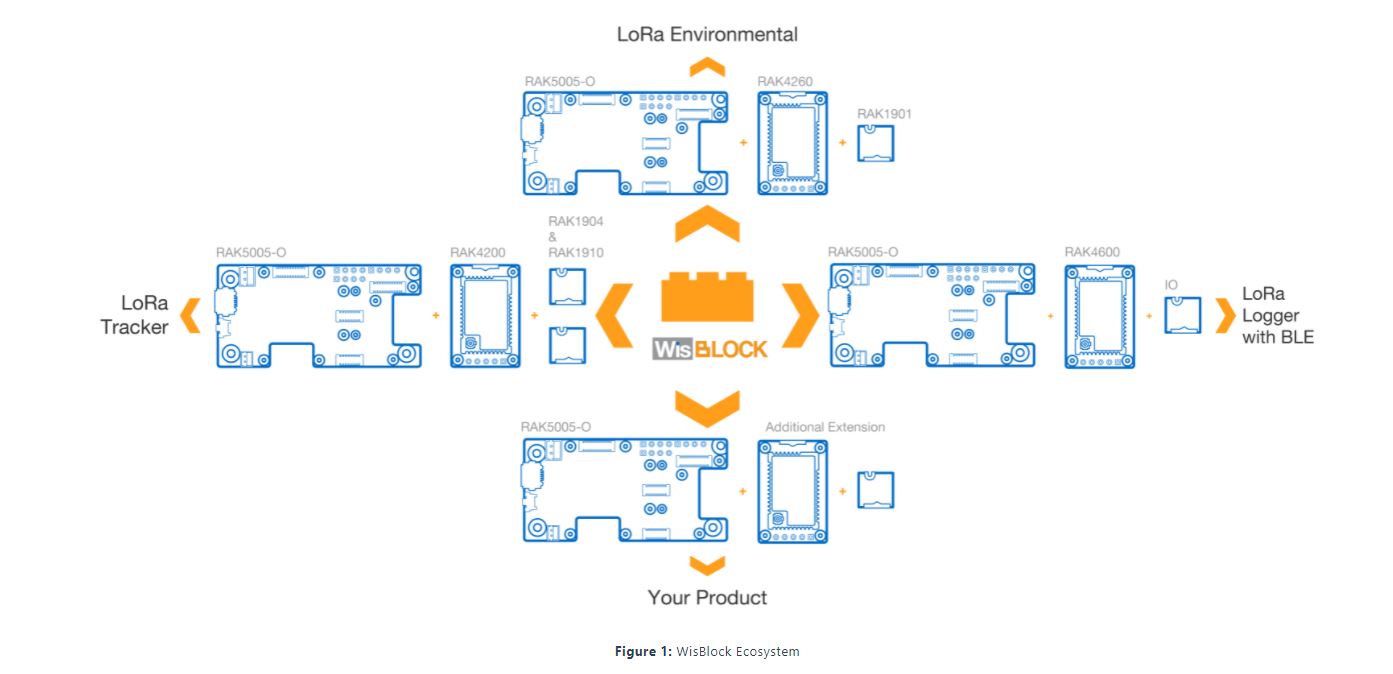 LoRa Environmental
RAK5005-O
RAK4260
RAK1901
RAK5005-O
RAK4200
RAK1904
&
RAK1910
LoRa
Tracker
WisBLOCK
RAK5005-O
RAK4600
IO
LoRa
Logger
with BLE
RAK5005-O
Additional Extension
Your Product
Figure 1: WisBlock Ecosystem